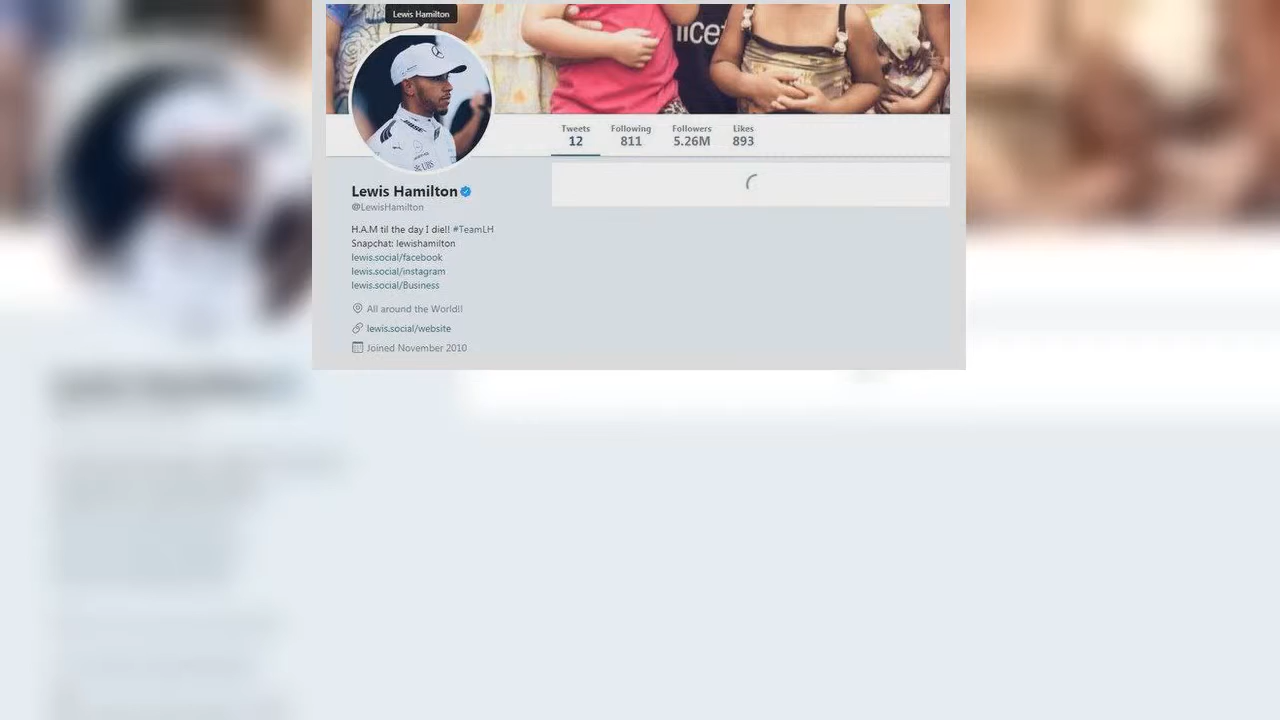 Lewis Hamilton
Tweets Following Followers Likes
12 811 5.26M 893
Lewis Hamilton
@LewisHamilton
H.A.M til the day I die!! #TeamLH
Snapchat: lewishamilton
lewis.social/facebook
lewis.social/instagram
lewis.social/Business
All around the World!!
lewis.social/website
Joined November 2010
UBS